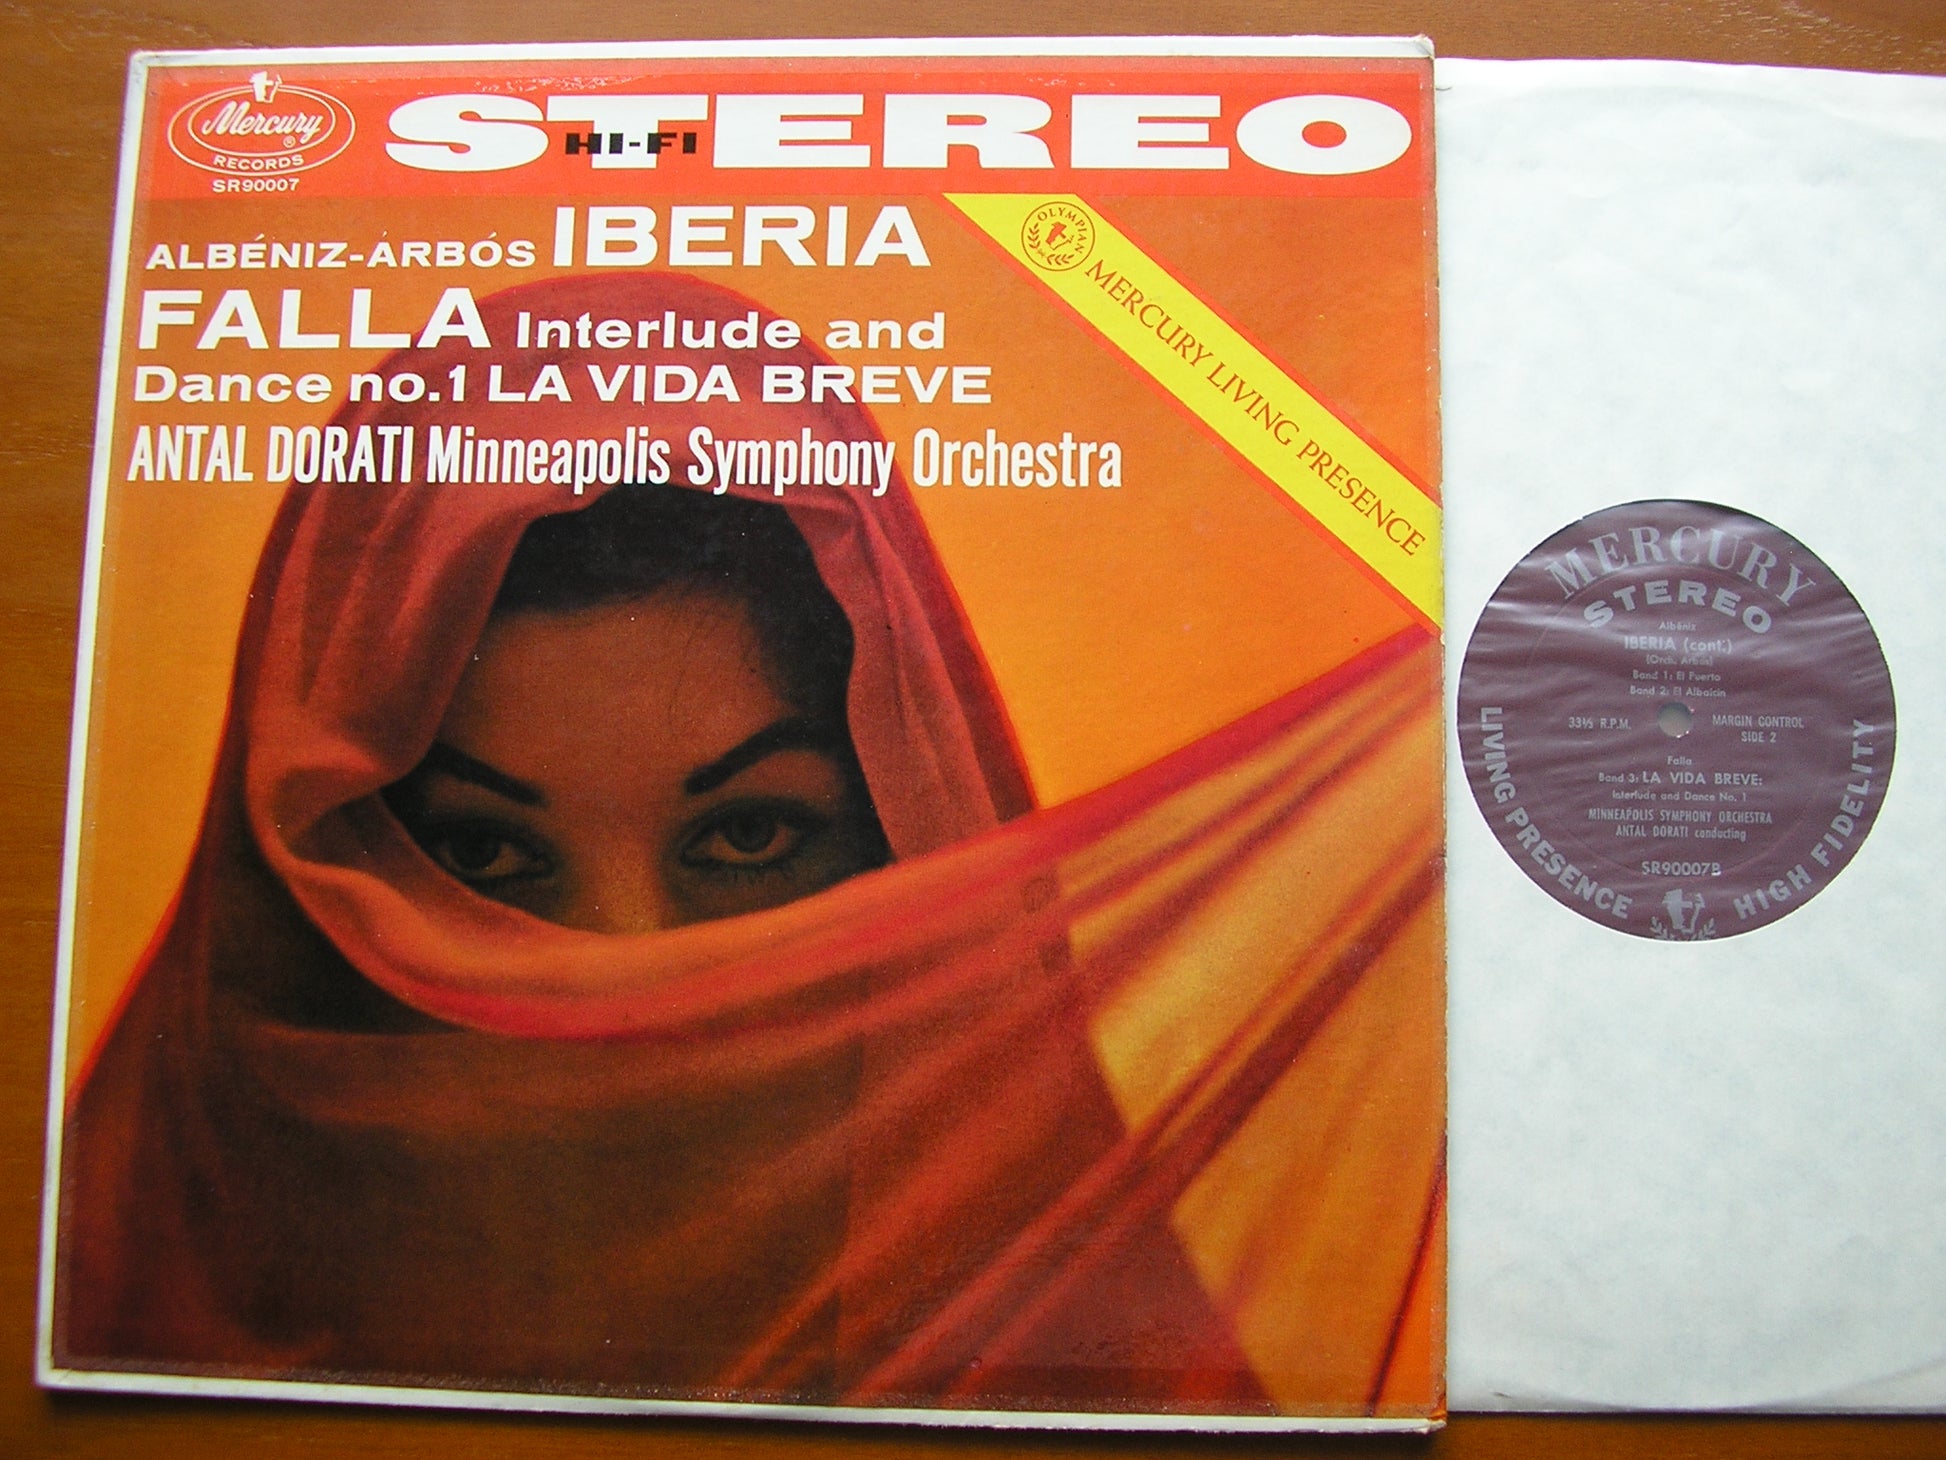 Mercury
®
RECORDS
SR90007
STEREO
HI-FI
ALBÉNIZ-ÁRBÓS IBERIA
FALLA Interlude and
Dance no.1 LA VIDA BREVE
ANTAL DORATI Minneapolis Symphony Orchestra
OLYMPIAN
MERCURY LIVING PRESENCE
MERCURY
STEREO
Albéniz
IBERIA (cont.)
(Orch. Arbós)
Band 1: El Puerto
Band 2: El Albaicín
33⅓ R.P.M.
MARGIN CONTROL
SIDE 2
Falla
Band 3: LA VIDA BREVE:
Interlude and Dance No. 1
MINNEAPOLIS SYMPHONY ORCHESTRA
ANTAL DORATI conducting
SR90007B
LIVING PRESENCE
HIGH FIDELITY